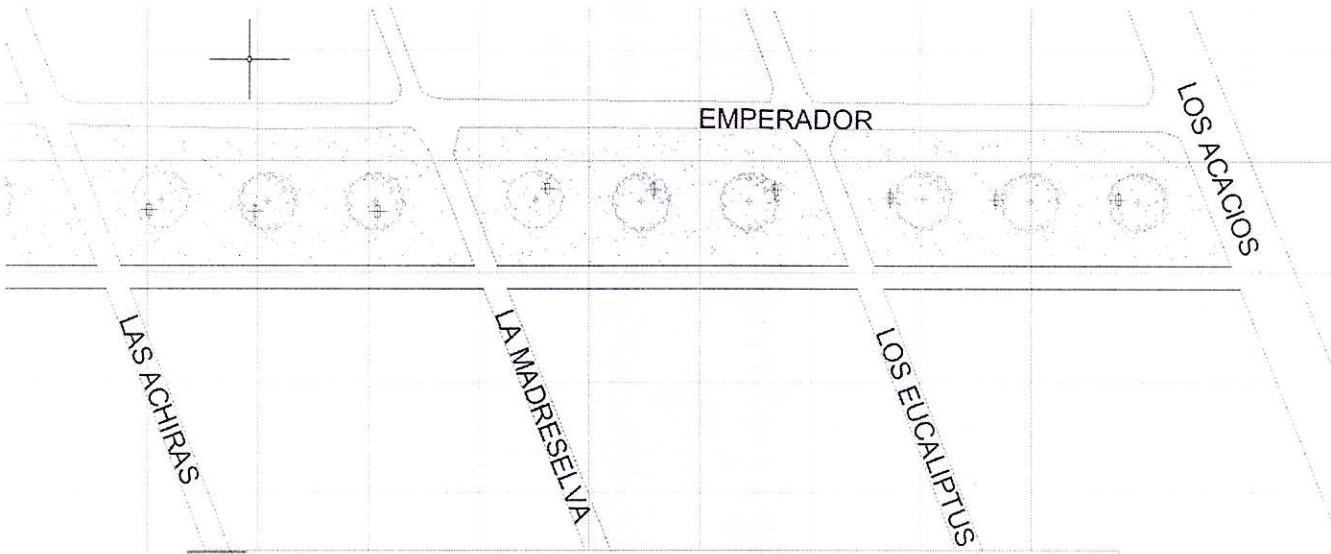 EMPERADOR
LOS ACACIOS
LAS ACHIRAS
LA MADRESELVA
LOS EUCALIPTUS